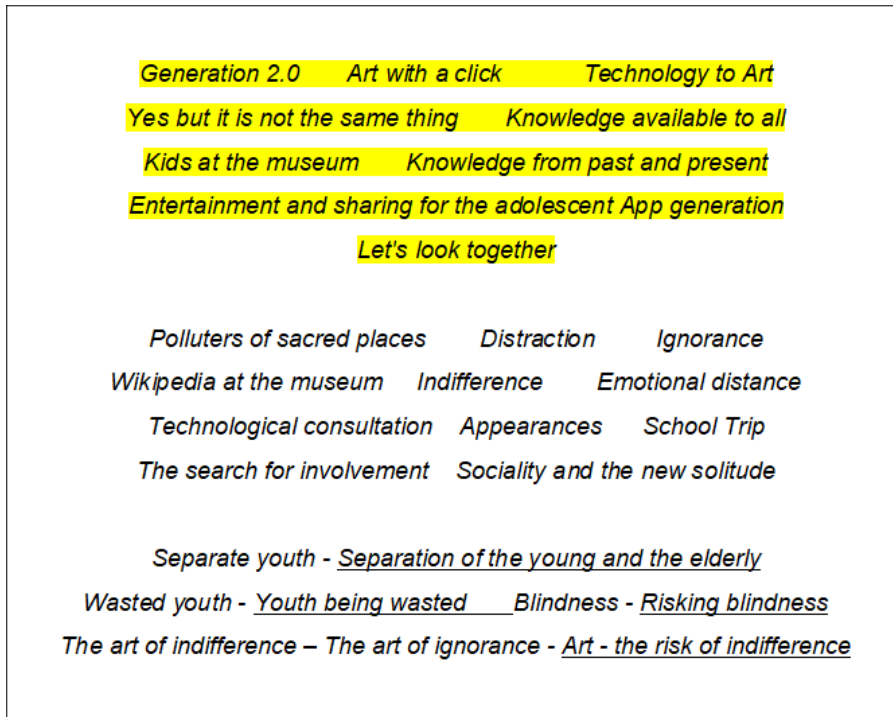 Generation 2.0 Art with a click Technology to Art
Yes but it is not the same thing Knowledge available to all
Kids at the museum Knowledge from past and present
Entertainment and sharing for the adolescent App generation
Let's look together
Polluters of sacred places Distraction Ignorance
Wikipedia at the museum Indifference Emotional distance
Technological consultation Appearances School Trip
The search for involvement Sociality and the new solitude
Separate youth - Separation of the young and the elderly
Wasted youth - Youth being wasted Blindness - Risking blindness
The art of indifference – The art of ignorance - Art - the risk of indifference